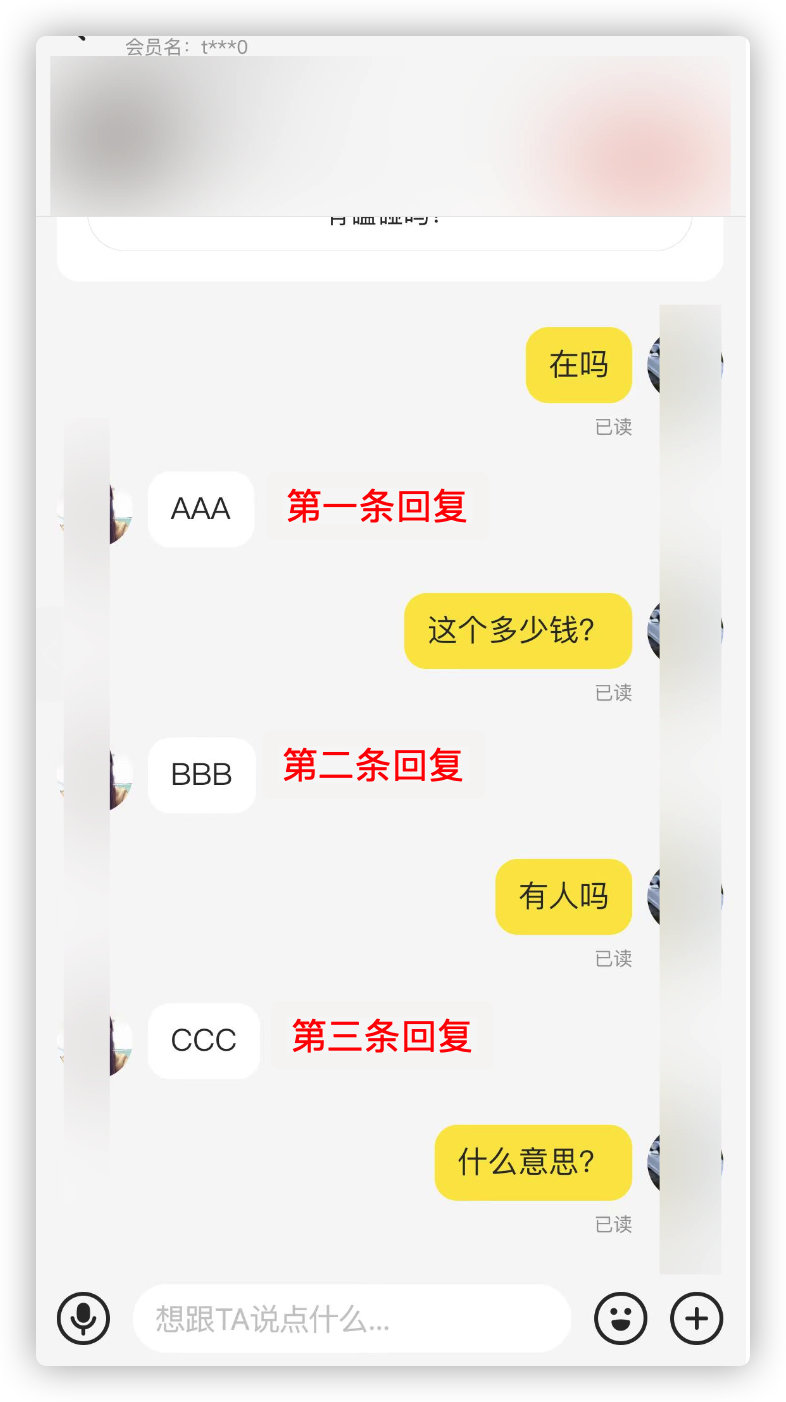 会员名：t***0
在吗
已读
AAA 第一条回复
这个多少钱？
已读
BBB 第二条回复
有人吗
已读
CCC 第三条回复
什么意思？
已读
想跟TA说点什么...